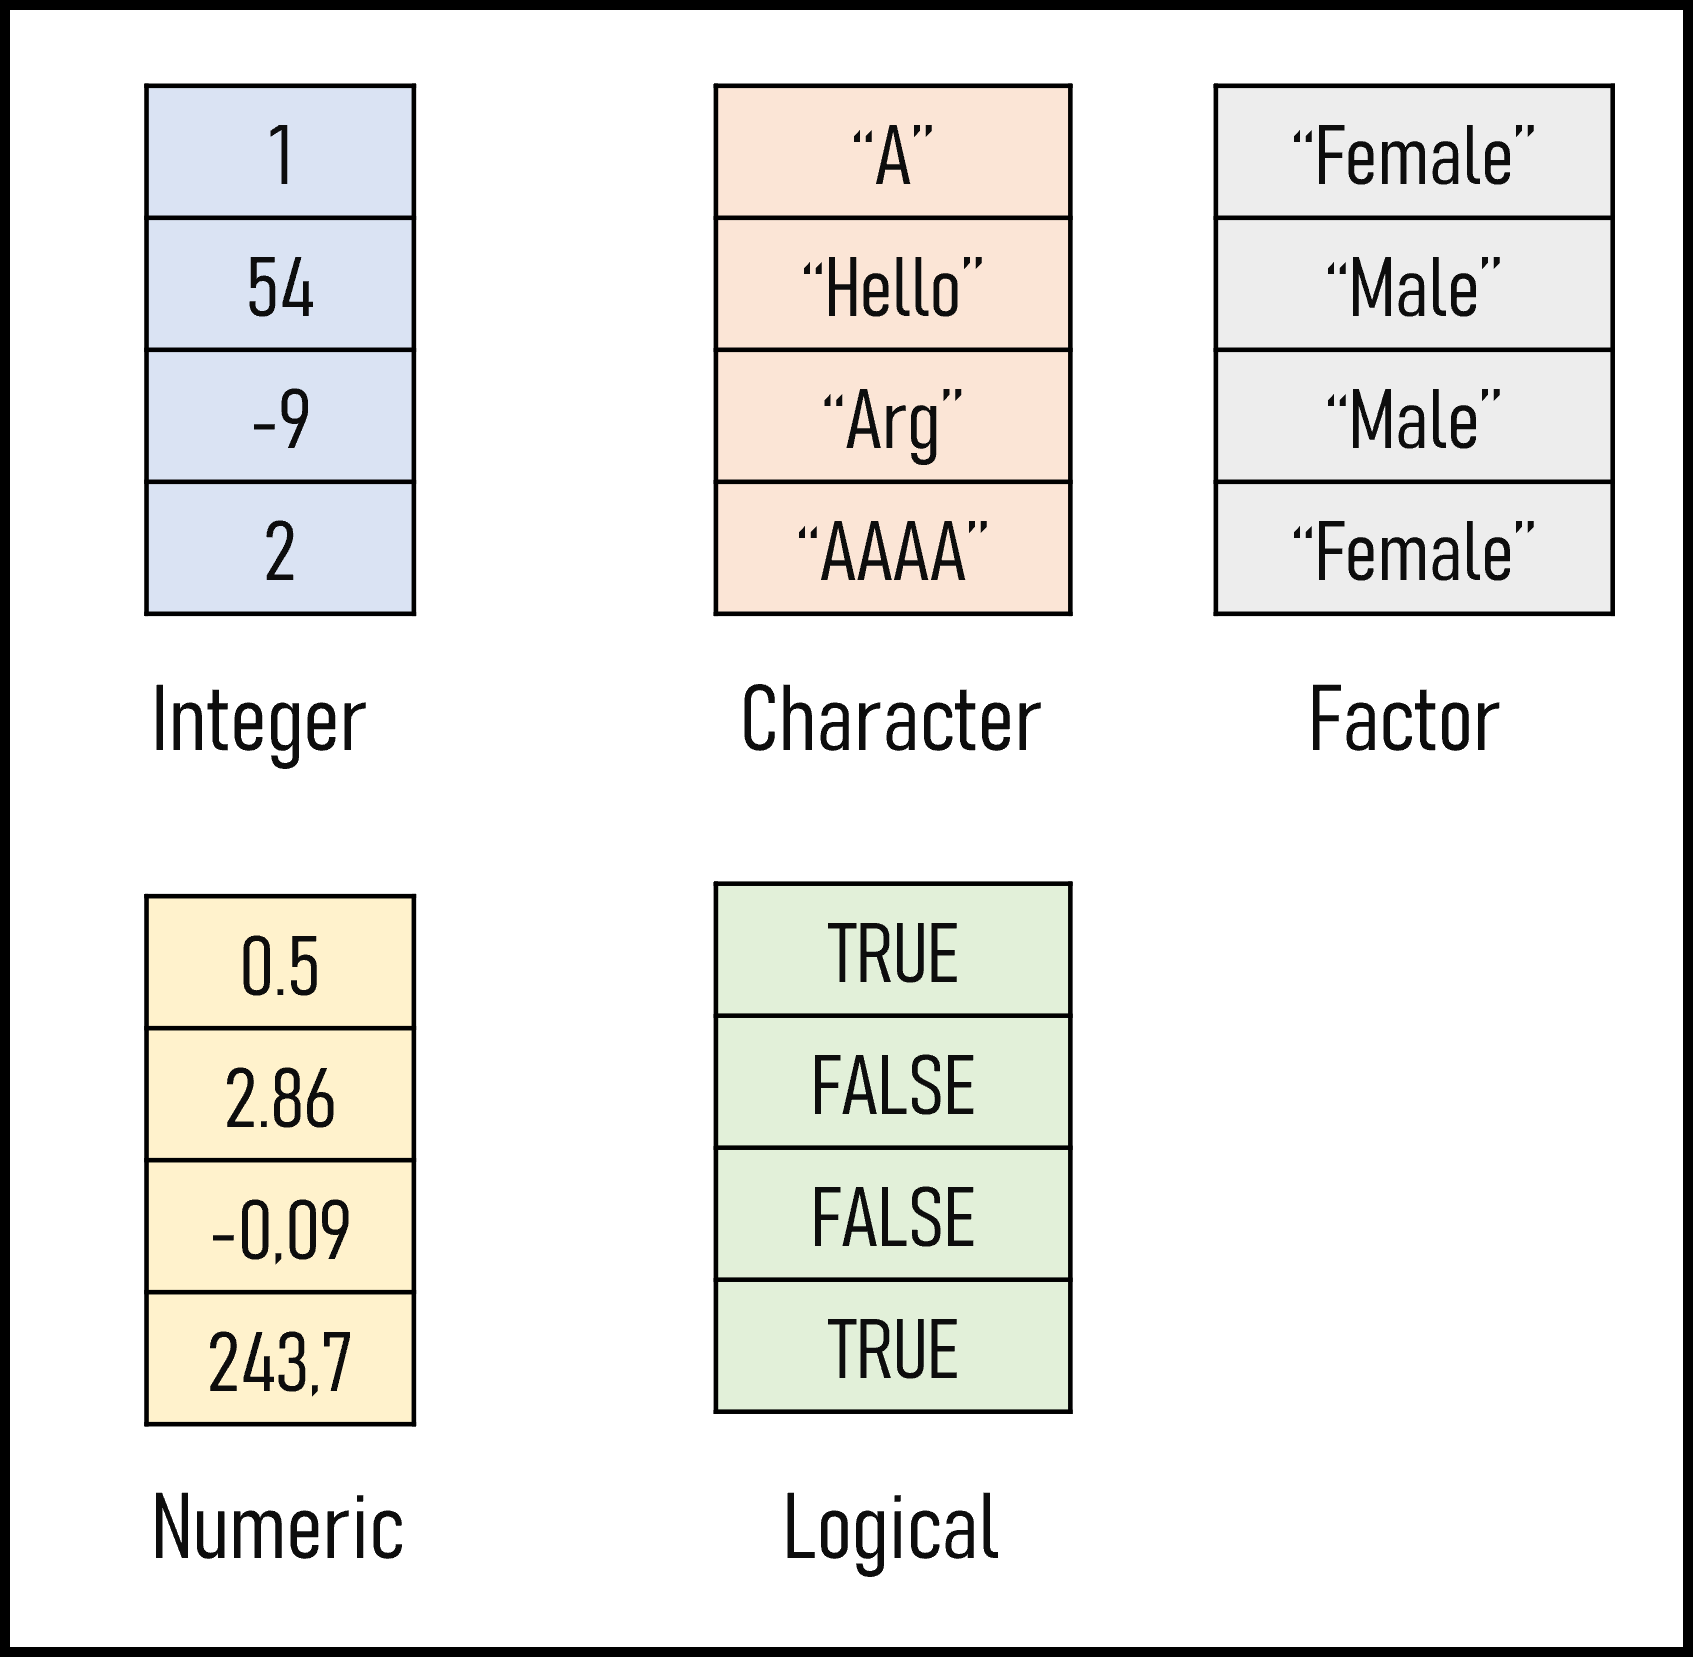 1
54
-9
2
Integer
“A”
“Hello”
“Arg”
“AAAA”
Character
“Female”
“Male”
“Male”
“Female”
Factor
0.5
2.86
-0,09
243,7
Numeric
TRUE
FALSE
FALSE
TRUE
Logical